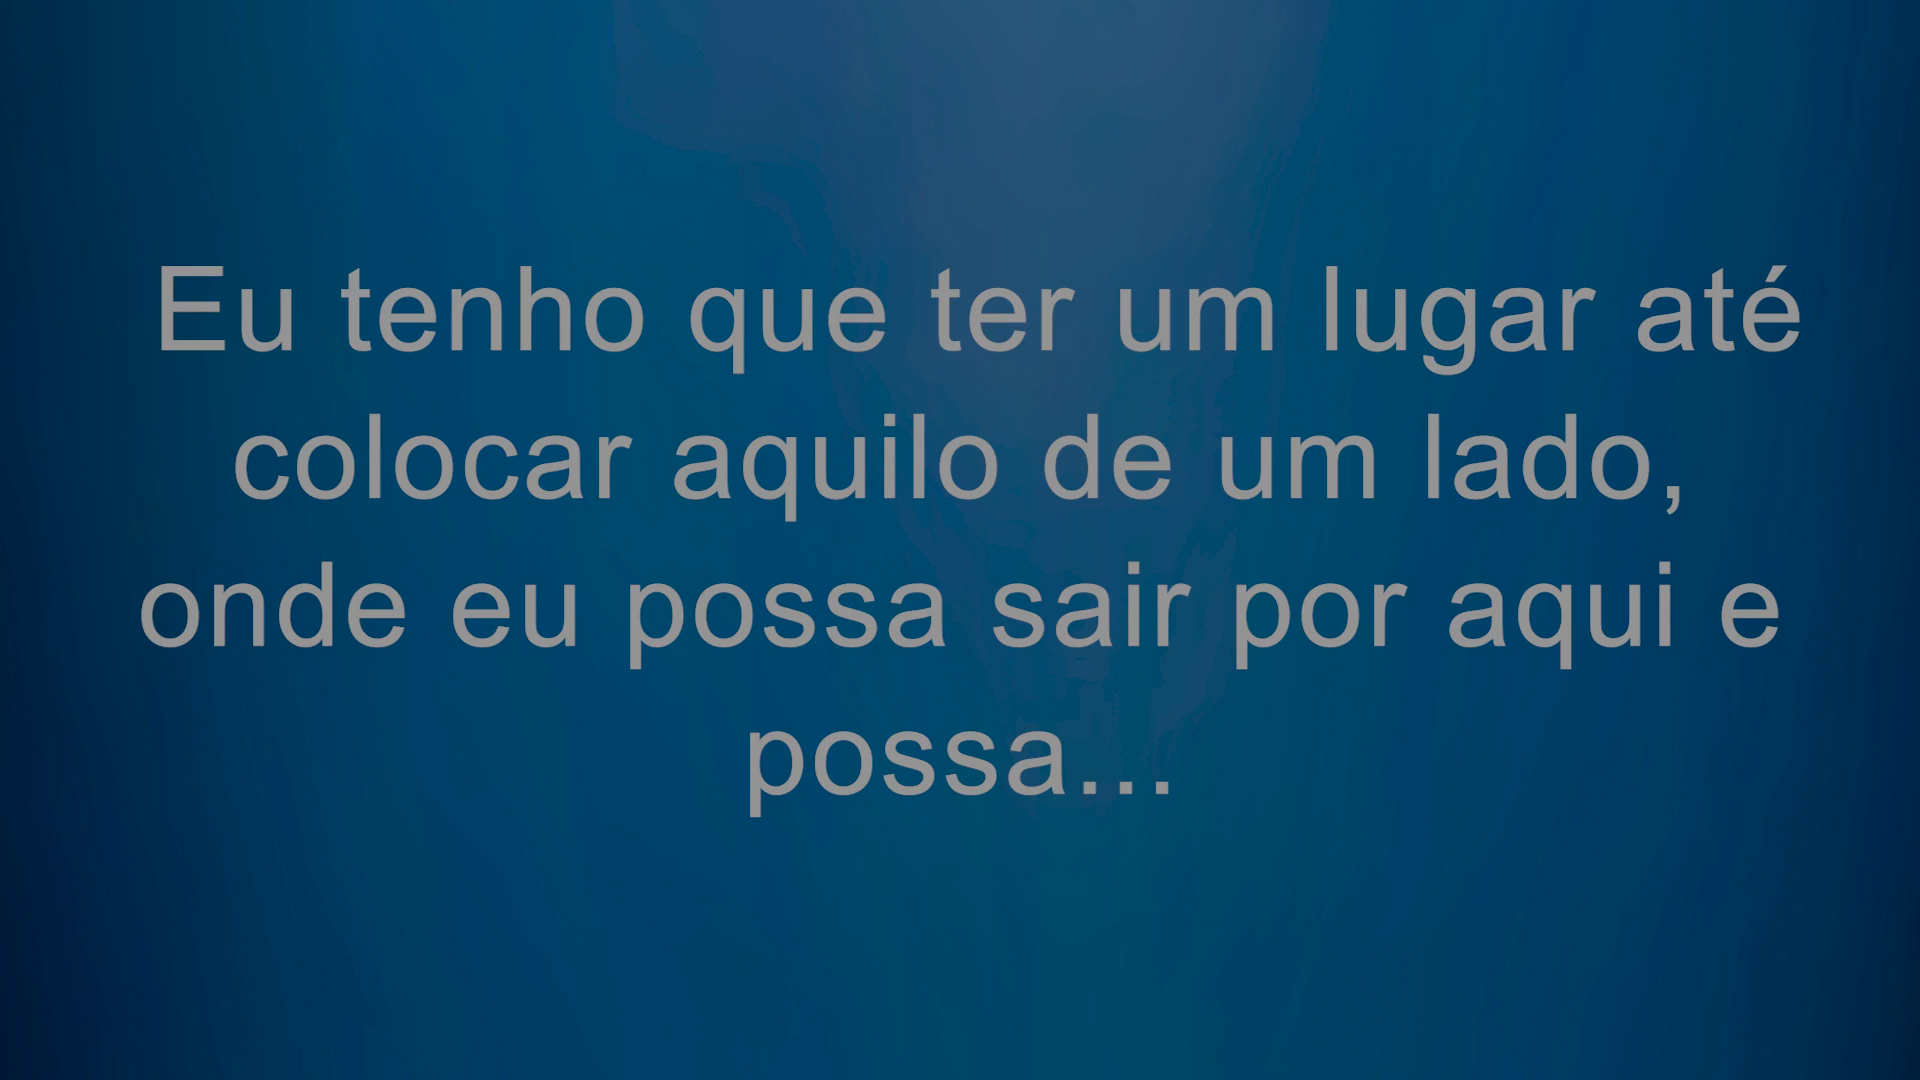 Eu tenho que ter um lugar até
colocar aquilo de um lado,
onde eu possa sair por aqui e
possa...